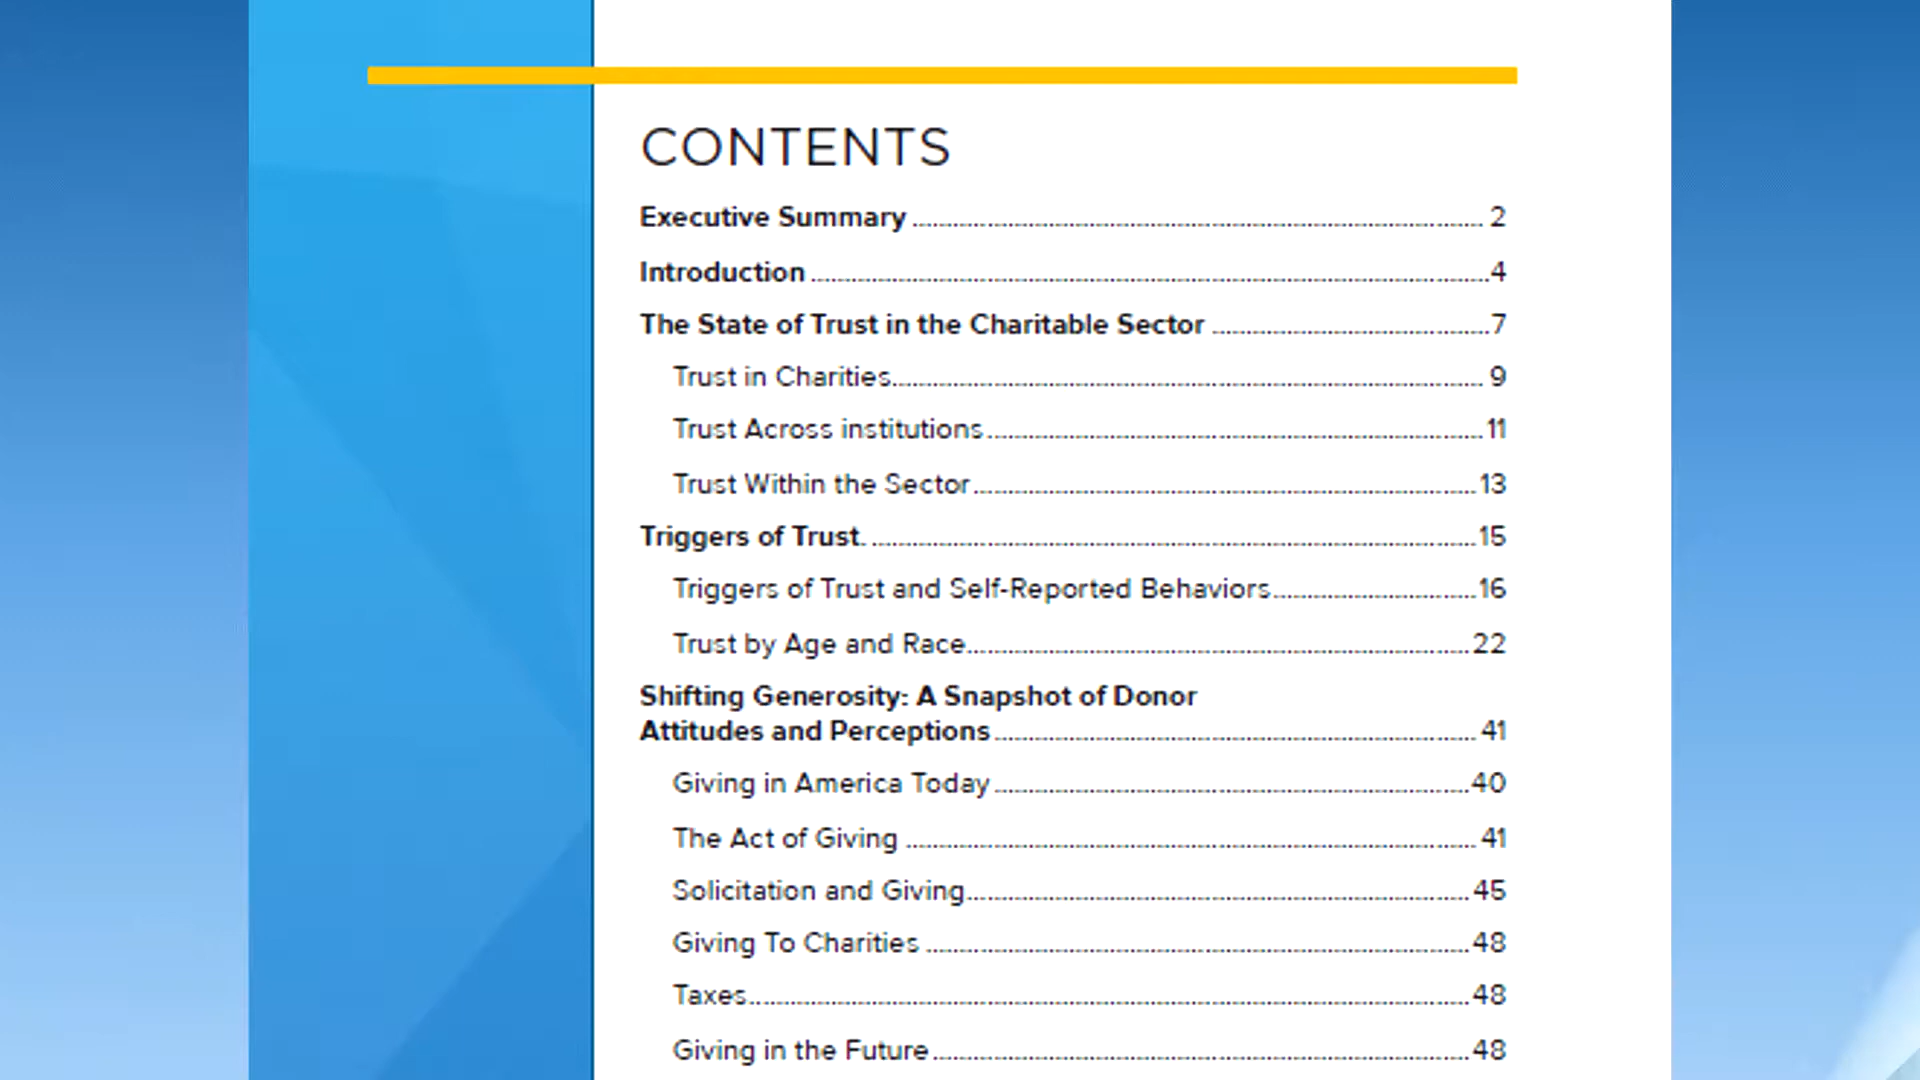 CONTENTS
Executive Summary ........ 2
Introduction ........ 4
The State of Trust in the Charitable Sector ........ 7
Trust in Charities ........ 9
Trust Across institutions ........ 11
Trust Within the Sector ........ 13
Triggers of Trust. ........ 15
Triggers of Trust and Self-Reported Behaviors ........ 16
Trust by Age and Race ........ 22
Shifting Generosity: A Snapshot of Donor
Attitudes and Perceptions ........ 41
Giving in America Today ........ 40
The Act of Giving ........ 41
Solicitation and Giving ........ 45
Giving To Charities ........ 48
Taxes ........ 48
Giving in the Future ........ 48